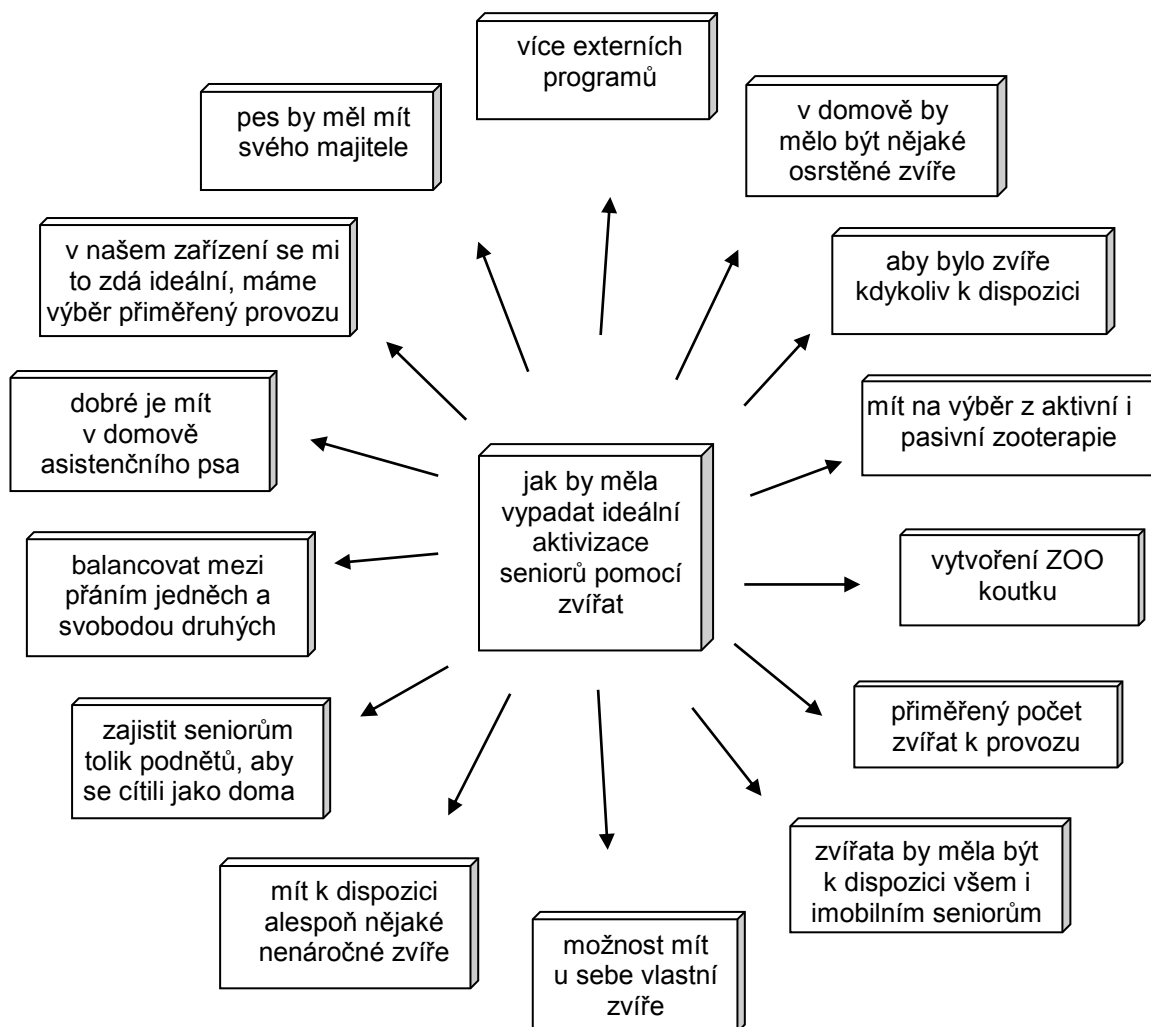 více externích
programů
pes by měl mít
svého majitele
v domově by
mělo být nějaké
osrstěné zvíře
v našem zařízení se mi
to zdá ideální, máme
výběr přiměřený provozu
aby bylo zvíře
kdykoliv k dispozici
dobré je mít
v domově
asistenčního psa
mít na výběr z aktivní i
pasivní zooterapie
jak by měla
vypadat ideální
aktivizace
seniorů pomocí
zvířat
balancovat mezi
přáním jedněch a
svobodou druhých
vytvoření ZOO
koutku
zajistit seniorům
tolik podnětů, aby
se cítili jako doma
přiměřený počet
zvířat k provozu
mít k dispozici
alespoň nějaké
nenáročné zvíře
možnost mít
u sebe vlastní
zvíře
zvířata by měla být
k dispozici všem i
imobilním seniorům